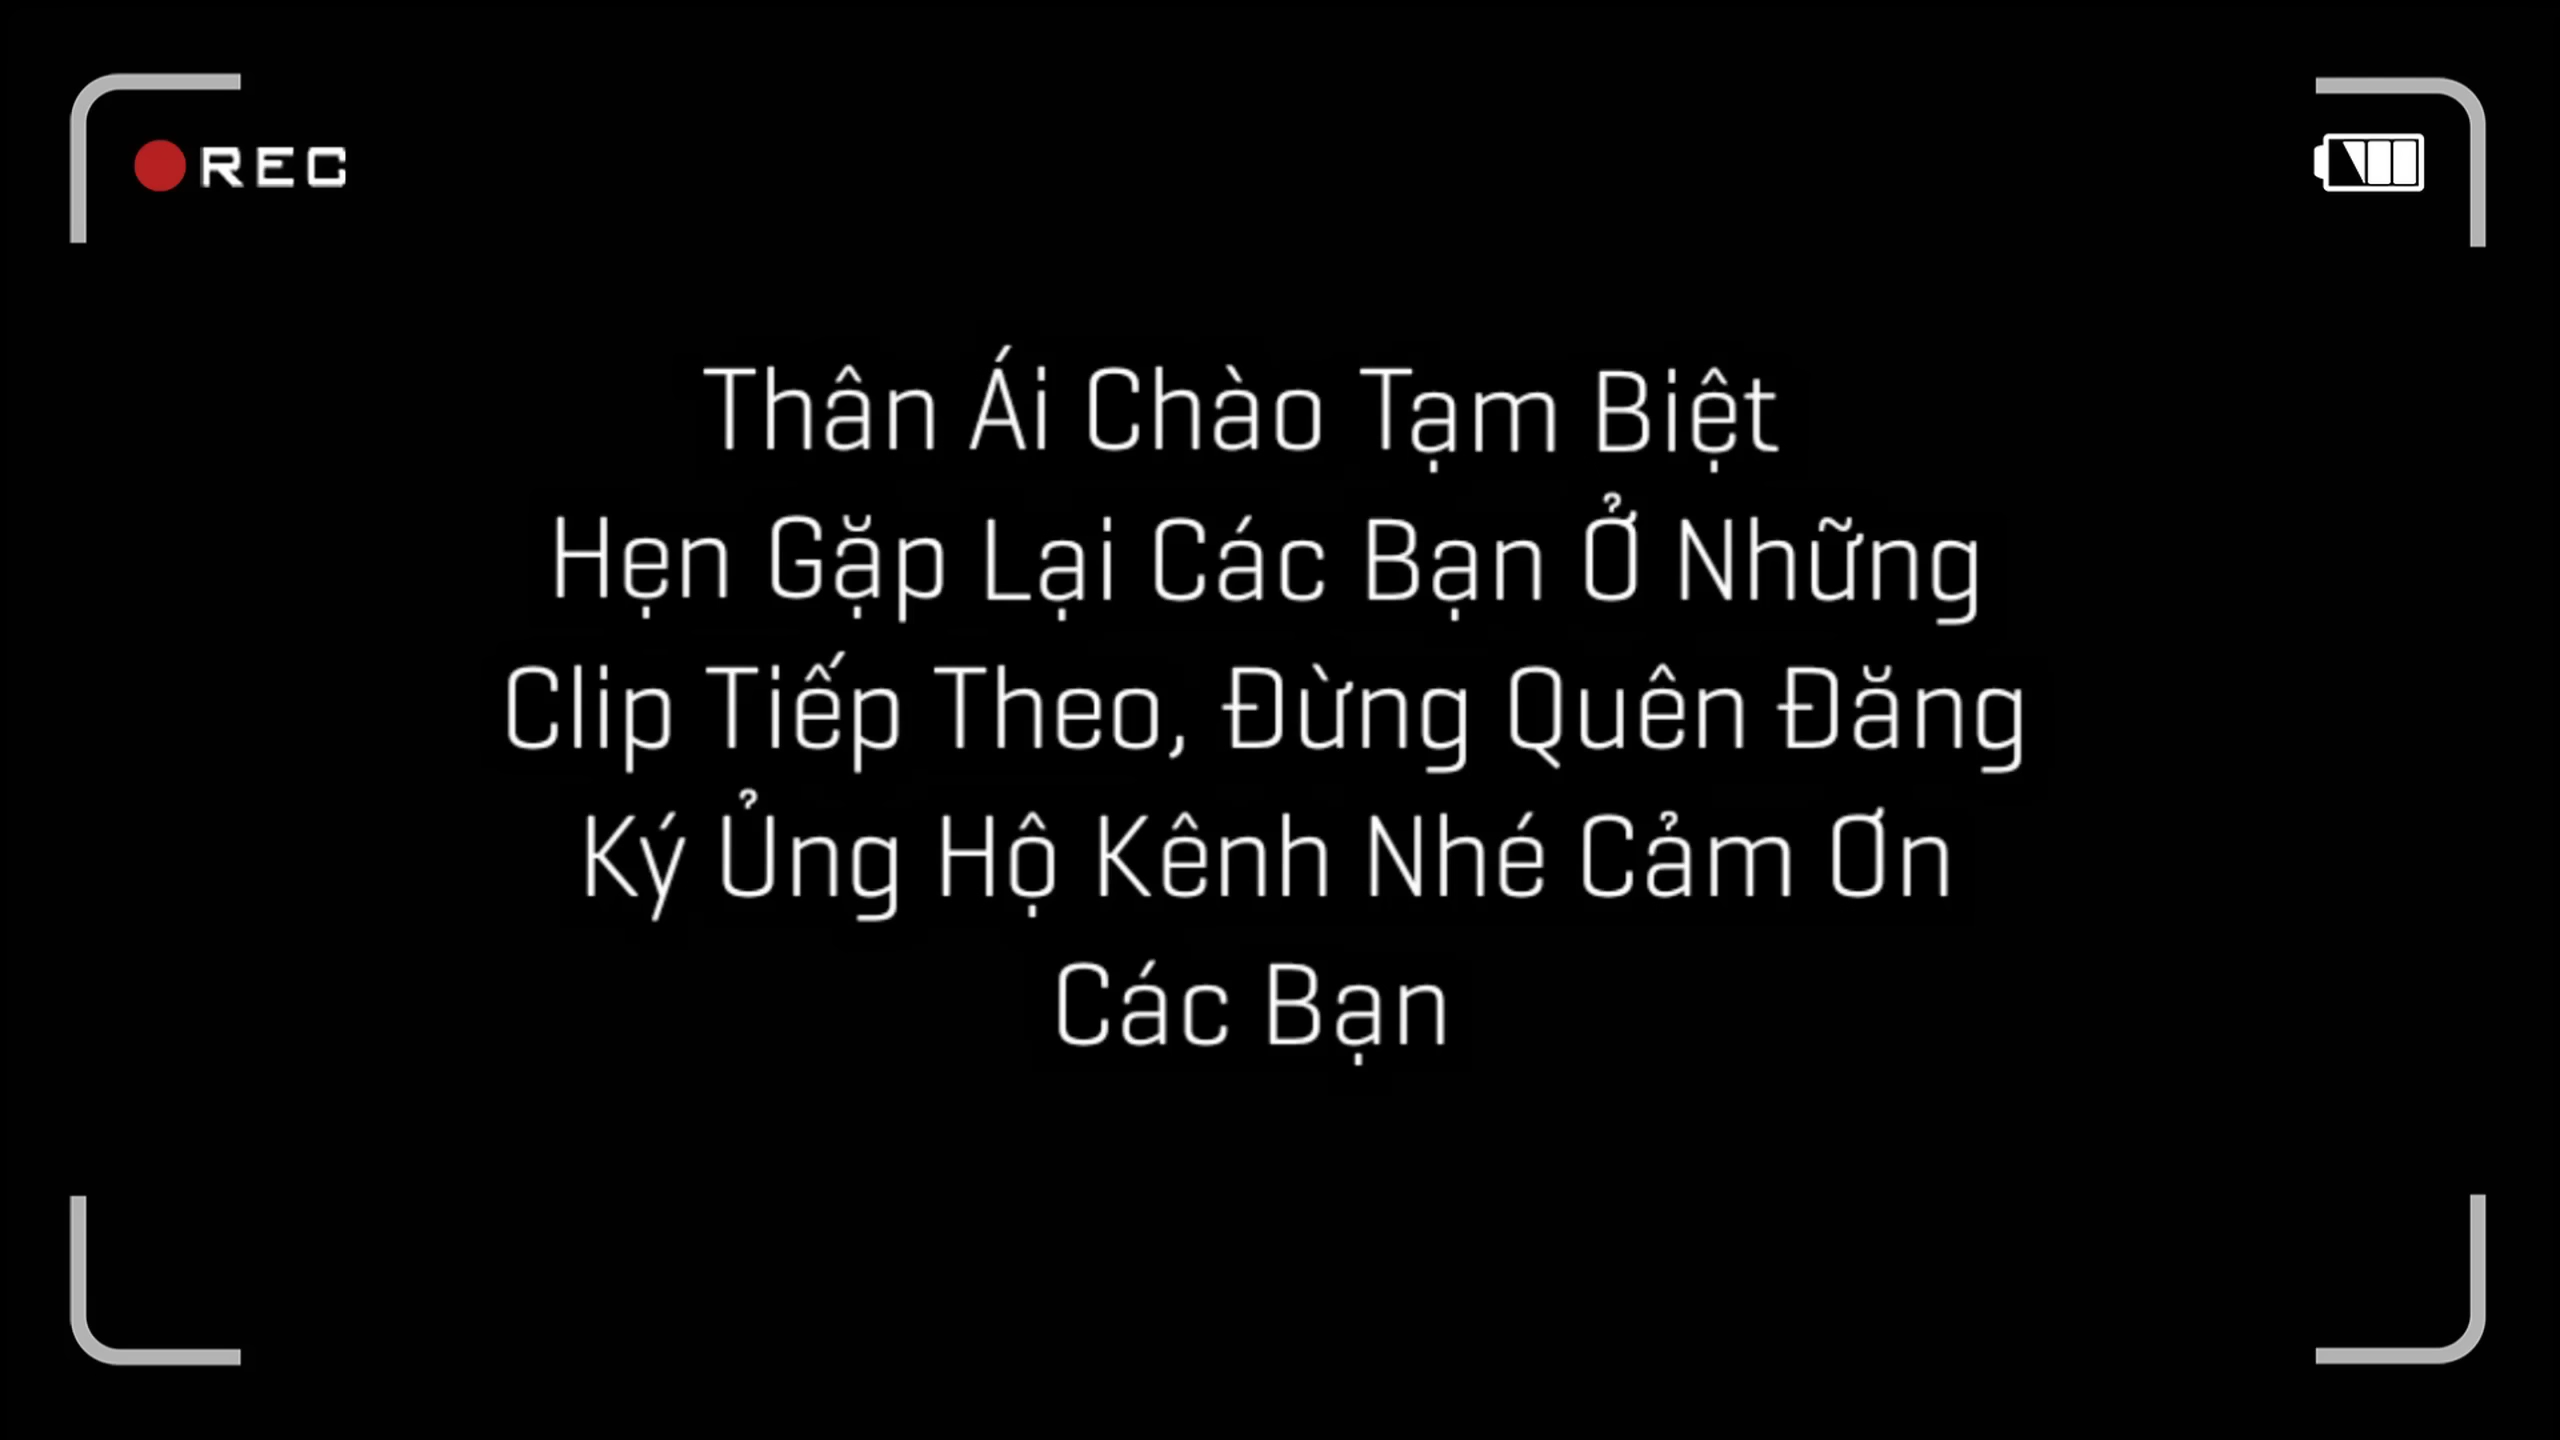 REC
Thân Ái Chào Tạm Biệt
Hẹn Gặp Lại Các Bạn Ở Những
Clip Tiếp Theo, Đừng Quên Đăng
Ký Ủng Hộ Kênh Nhé Cảm Ơn
Các Bạn